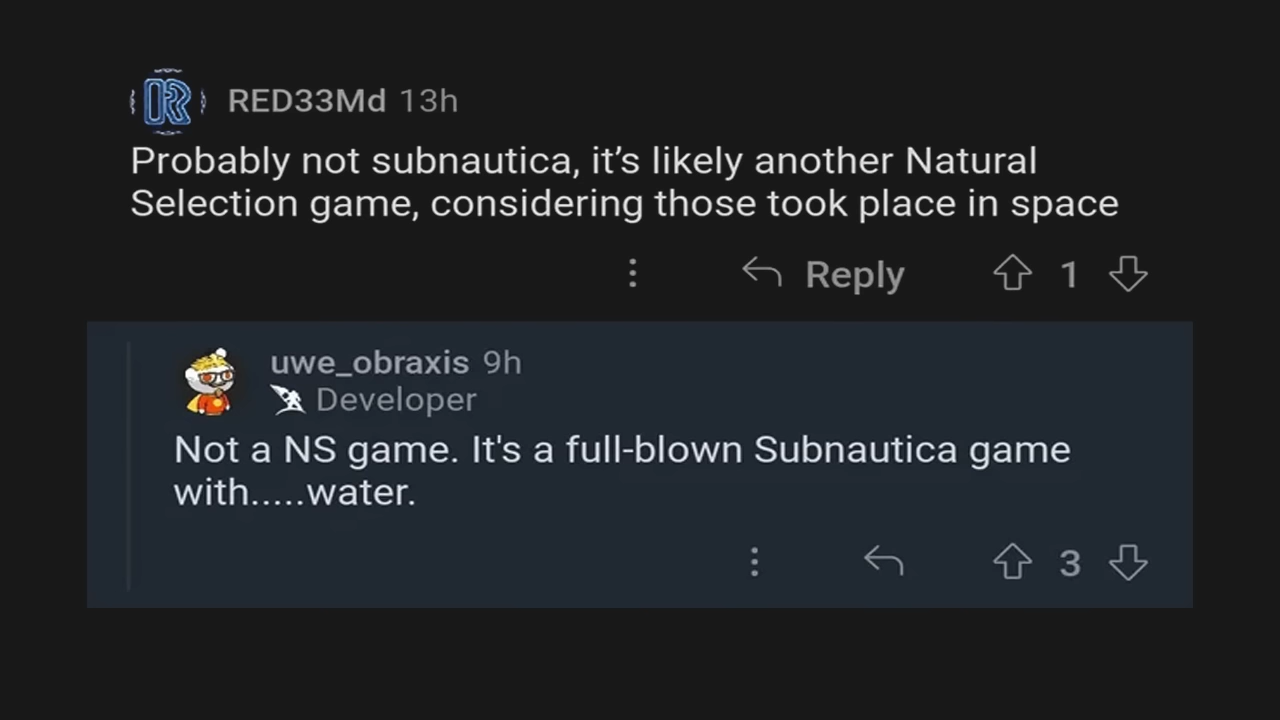 RED33Md 13h
Probably not subnautica, it’s likely another Natural
Selection game, considering those took place in space
Reply 1
uwe_obraxis 9h
Developer
Not a NS game. It's a full-blown Subnautica game
with.....water.
3